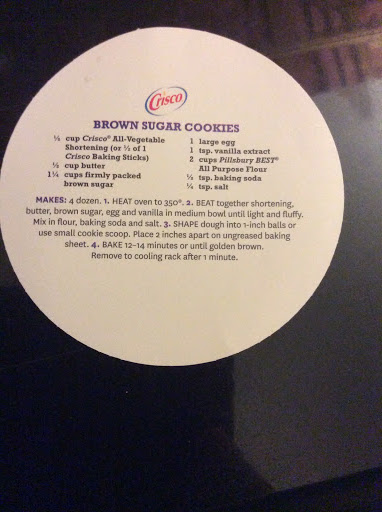 Crisco
BROWN SUGAR COOKIES
½ cup Crisco® All-Vegetable
Shortening (or ½ of 1
Crisco Baking Sticks)
½ cup butter
1¼ cups firmly packed
brown sugar
1 large egg
1 tsp. vanilla extract
2 cups Pillsbury BEST®
All Purpose Flour
½ tsp. baking soda
¼ tsp. salt
MAKES: 4 dozen. 1. HEAT oven to 350°. 2. BEAT together shortening,
butter, brown sugar, egg and vanilla in medium bowl until light and fluffy.
Mix in flour, baking soda and salt. 3. SHAPE dough into 1-inch balls or
use small cookie scoop. Place 2 inches apart on ungreased baking
sheet. 4. BAKE 12–14 minutes or until golden brown.
Remove to cooling rack after 1 minute.